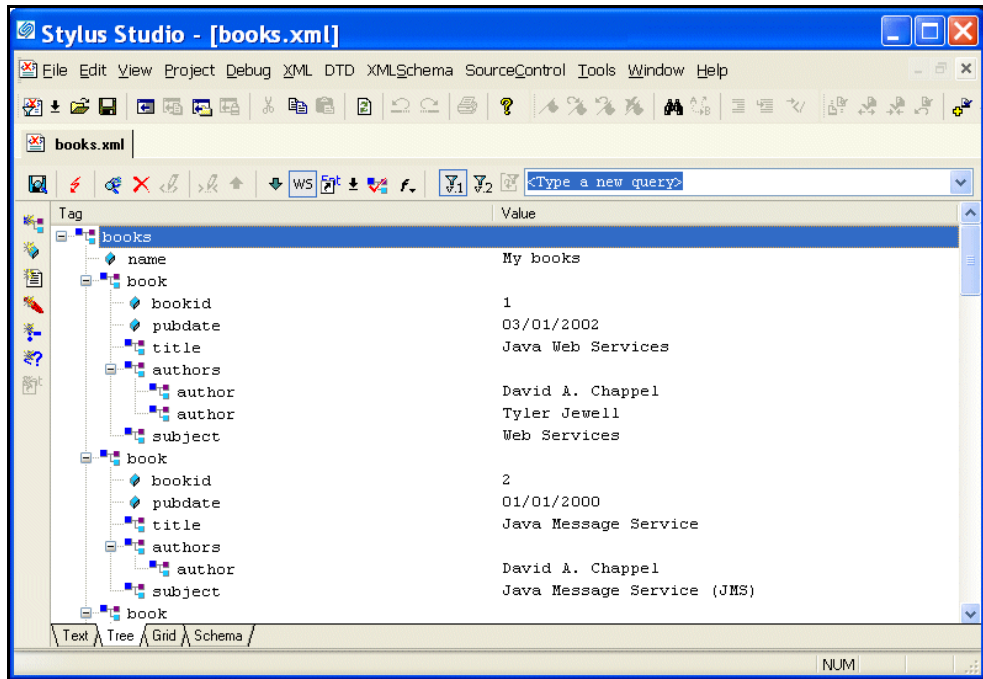 Stylus Studio - [books.xml]
File Edit View Project Debug XML DTD XMLSchema SourceControl Tools Window Help
books.xml
WS <Type a new query>
Tag Value
books
name My books
book
bookid 1
pubdate 03/01/2002
title Java Web Services
authors
author David A. Chappel
author Tyler Jewell
subject Web Services
book
bookid 2
pubdate 01/01/2000
title Java Message Service
authors
author David A. Chappel
subject Java Message Service (JMS)
book
Text Tree Grid Schema
NUM